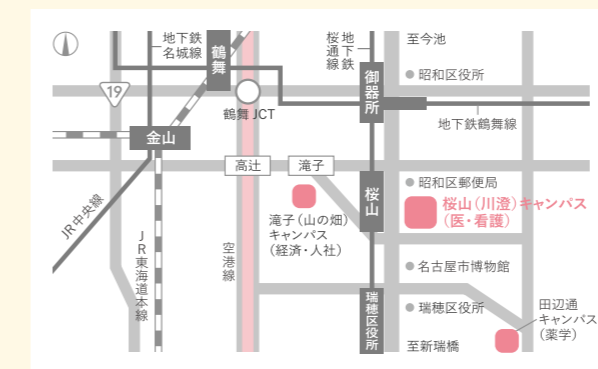 地下鉄
名城線
鶴舞
地下鉄
桜通線
至今池
御器所
昭和区役所
19
鶴舞JCT
地下鉄鶴舞線
金山
高辻
滝子
桜山
昭和区郵便局
桜山(川澄)キャンパス
(医・看護)
滝子(山の畑)
キャンパス
(経済・人社)
JR中央線
JR東海道本線
空港線
名古屋市博物館
瑞穂区役所
瑞穂区役所
田辺通
キャンパス
(薬学)
至新瑞橋